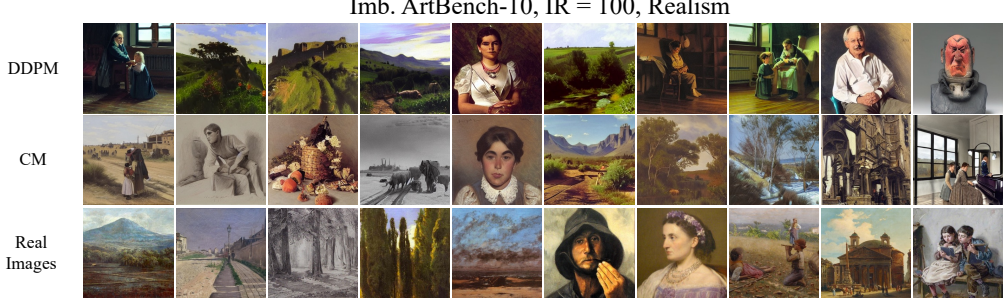 Imb. ArtBench-10, IR = 100, Realism
DDPM
CM
Real
Images